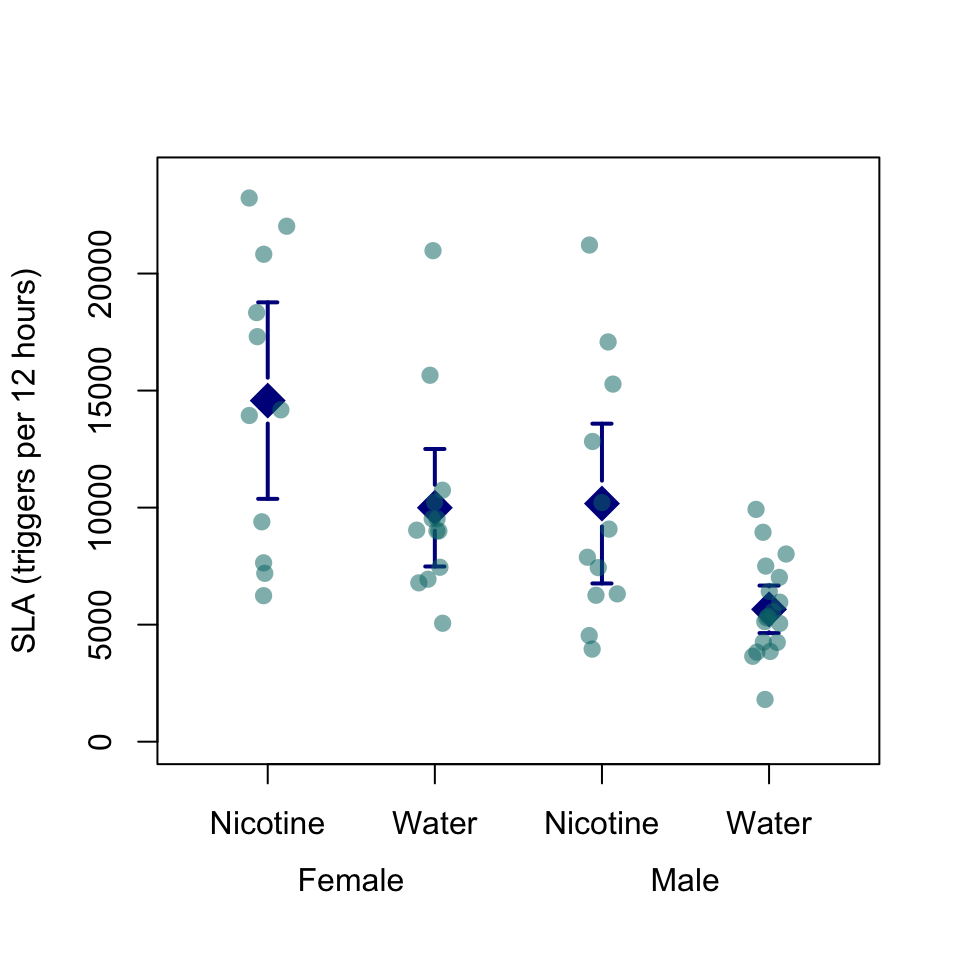 SLA (triggers per 12 hours)
20000
15000
10000
5000
0
Nicotine Water Nicotine Water
Female Male